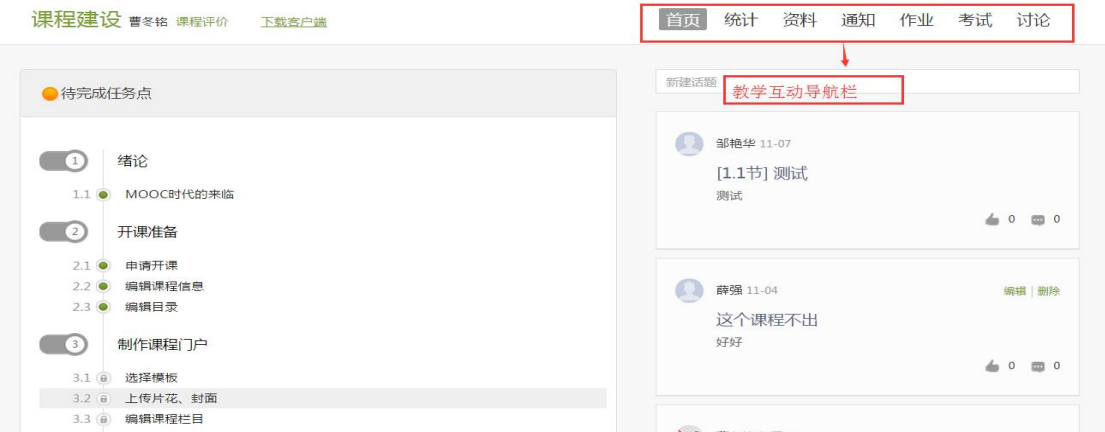 课程建设 曹冬铭 课程评价 下载客户端
首页 统计 资料 通知 作业 考试 讨论
待完成任务点
1 绪论
1.1 MOOC时代的来临
2 开课准备
2.1 申请开课
2.2 编辑课程信息
2.3 编辑目录
3 制作课程门户
3.1 选择模板
3.2 上传片花、封面
3.3 编辑课程栏目
新建话题
教学互动导航栏
邹艳华 11-07
[1.1节] 测试
测试
0 0
薛强 11-04 编辑 | 删除
这个课程不出
好好
0 0